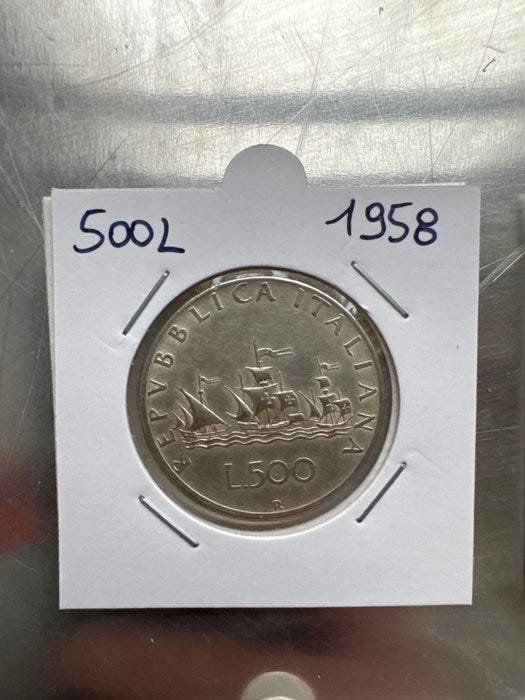 500L 1958
REPVBBLICA ITALIANA
L.500
R